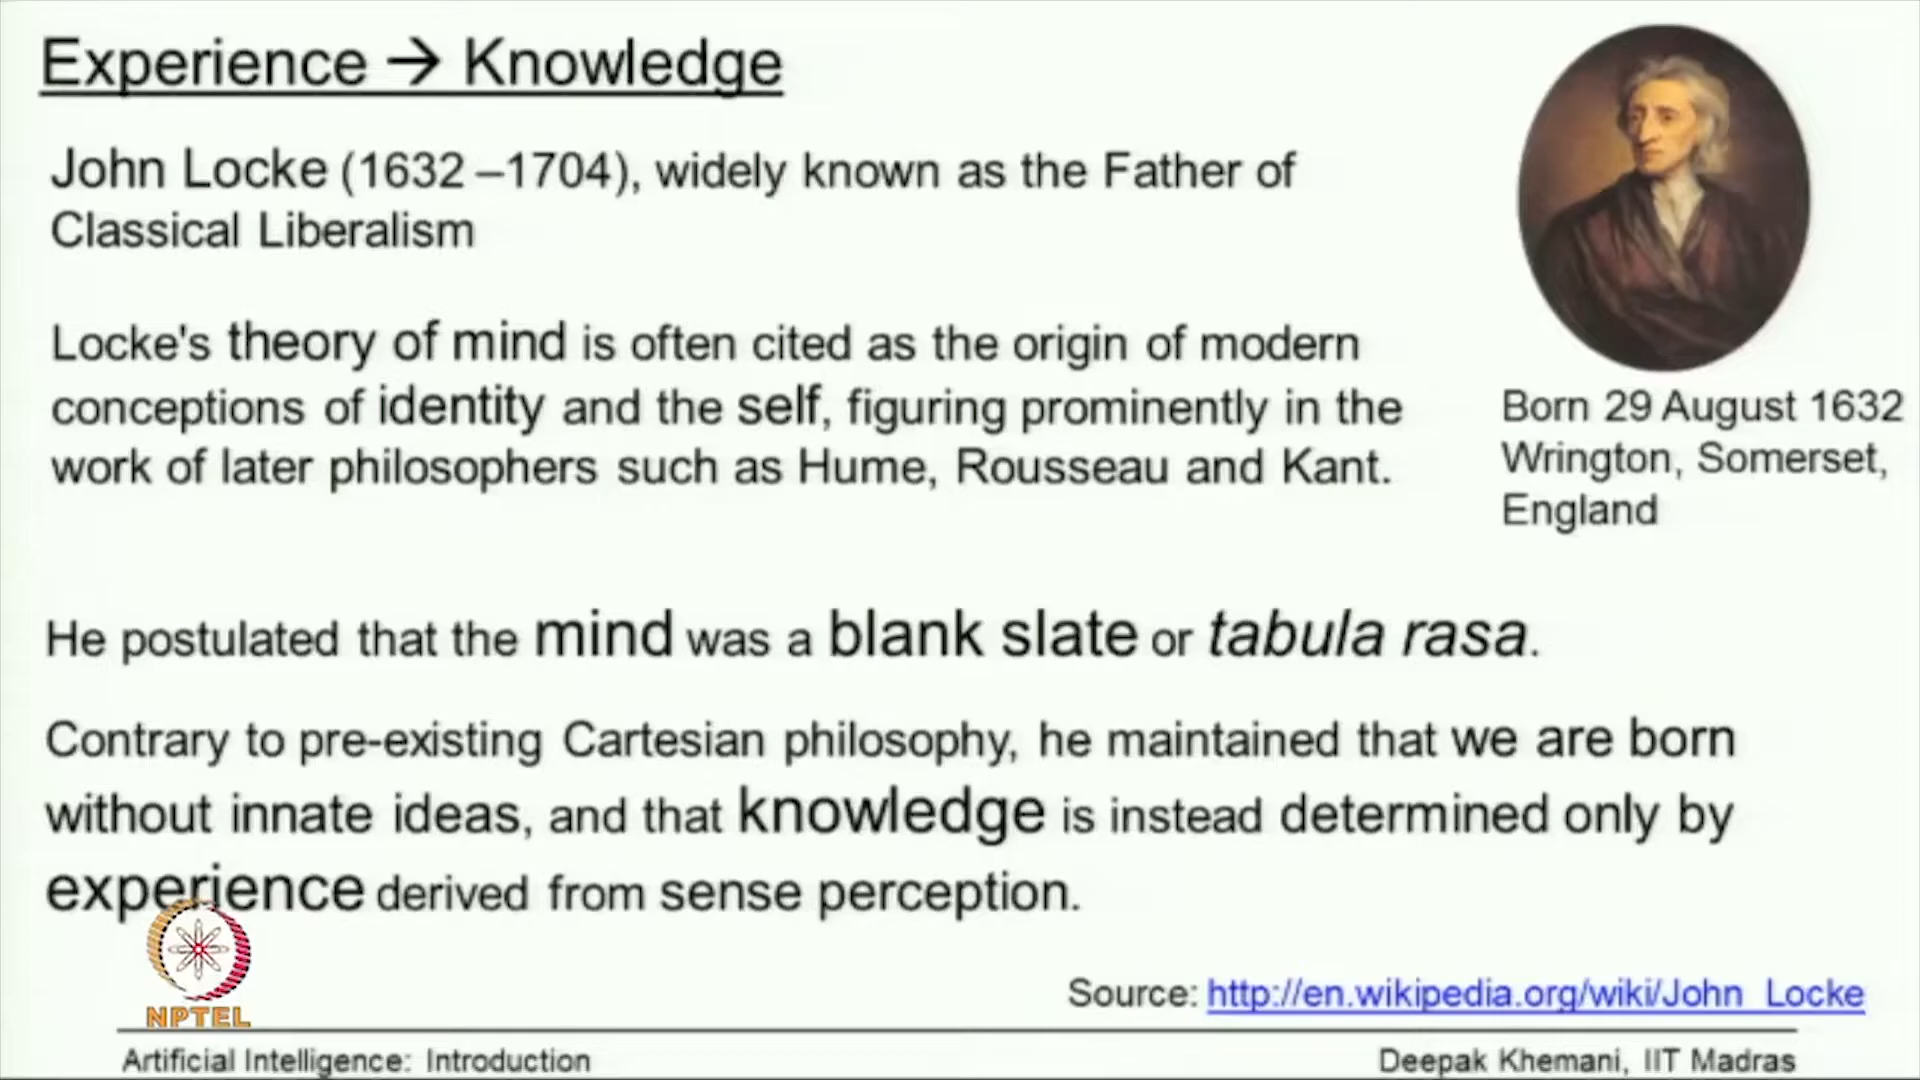 Experience → Knowledge
John Locke (1632 –1704), widely known as the Father of
Classical Liberalism
Locke's theory of mind is often cited as the origin of modern
conceptions of identity and the self, figuring prominently in the
work of later philosophers such as Hume, Rousseau and Kant.
Born 29 August 1632
Wrington, Somerset,
England
He postulated that the mind was a blank slate or tabula rasa.
Contrary to pre-existing Cartesian philosophy, he maintained that we are born
without innate ideas, and that knowledge is instead determined only by
experience derived from sense perception.
NPTEL
Source: http://en.wikipedia.org/wiki/John_Locke
Artificial Intelligence: Introduction
Deepak Khemani, IIT Madras